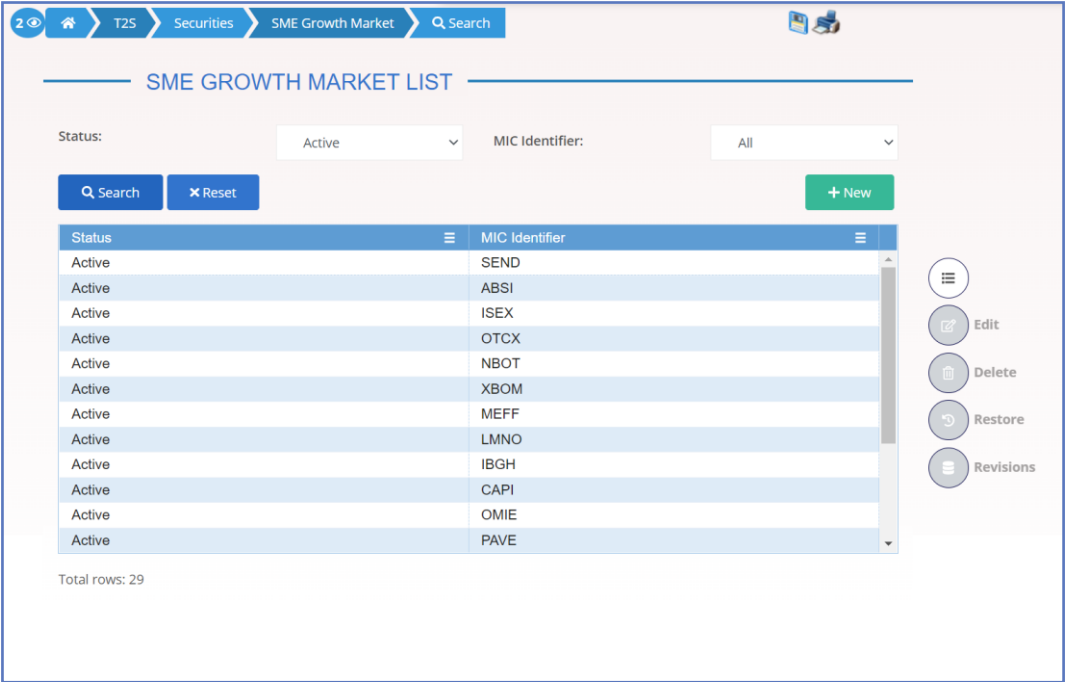 2 T2S Securities SME Growth Market Search
SME GROWTH MARKET LIST
Status: Active MIC Identifier: All
Search Reset New
Status MIC Identifier
Active SEND
Active ABSI
Active ISEX
Active OTCX
Active NBOT
Active XBOM
Active MEFF
Active LMNO
Active IBGH
Active CAPI
Active OMIE
Active PAVE
Edit
Delete
Restore
Revisions
Total rows: 29